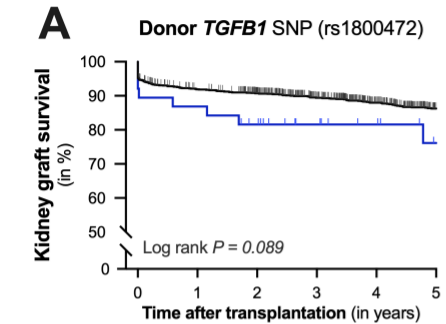 A
Donor TGFB1 SNP (rs1800472)
Kidney graft survival
(in %)
100
90
80
70
60
50
0
Log rank P = 0.089
0 1 2 3 4 5
Time after transplantation (in years)